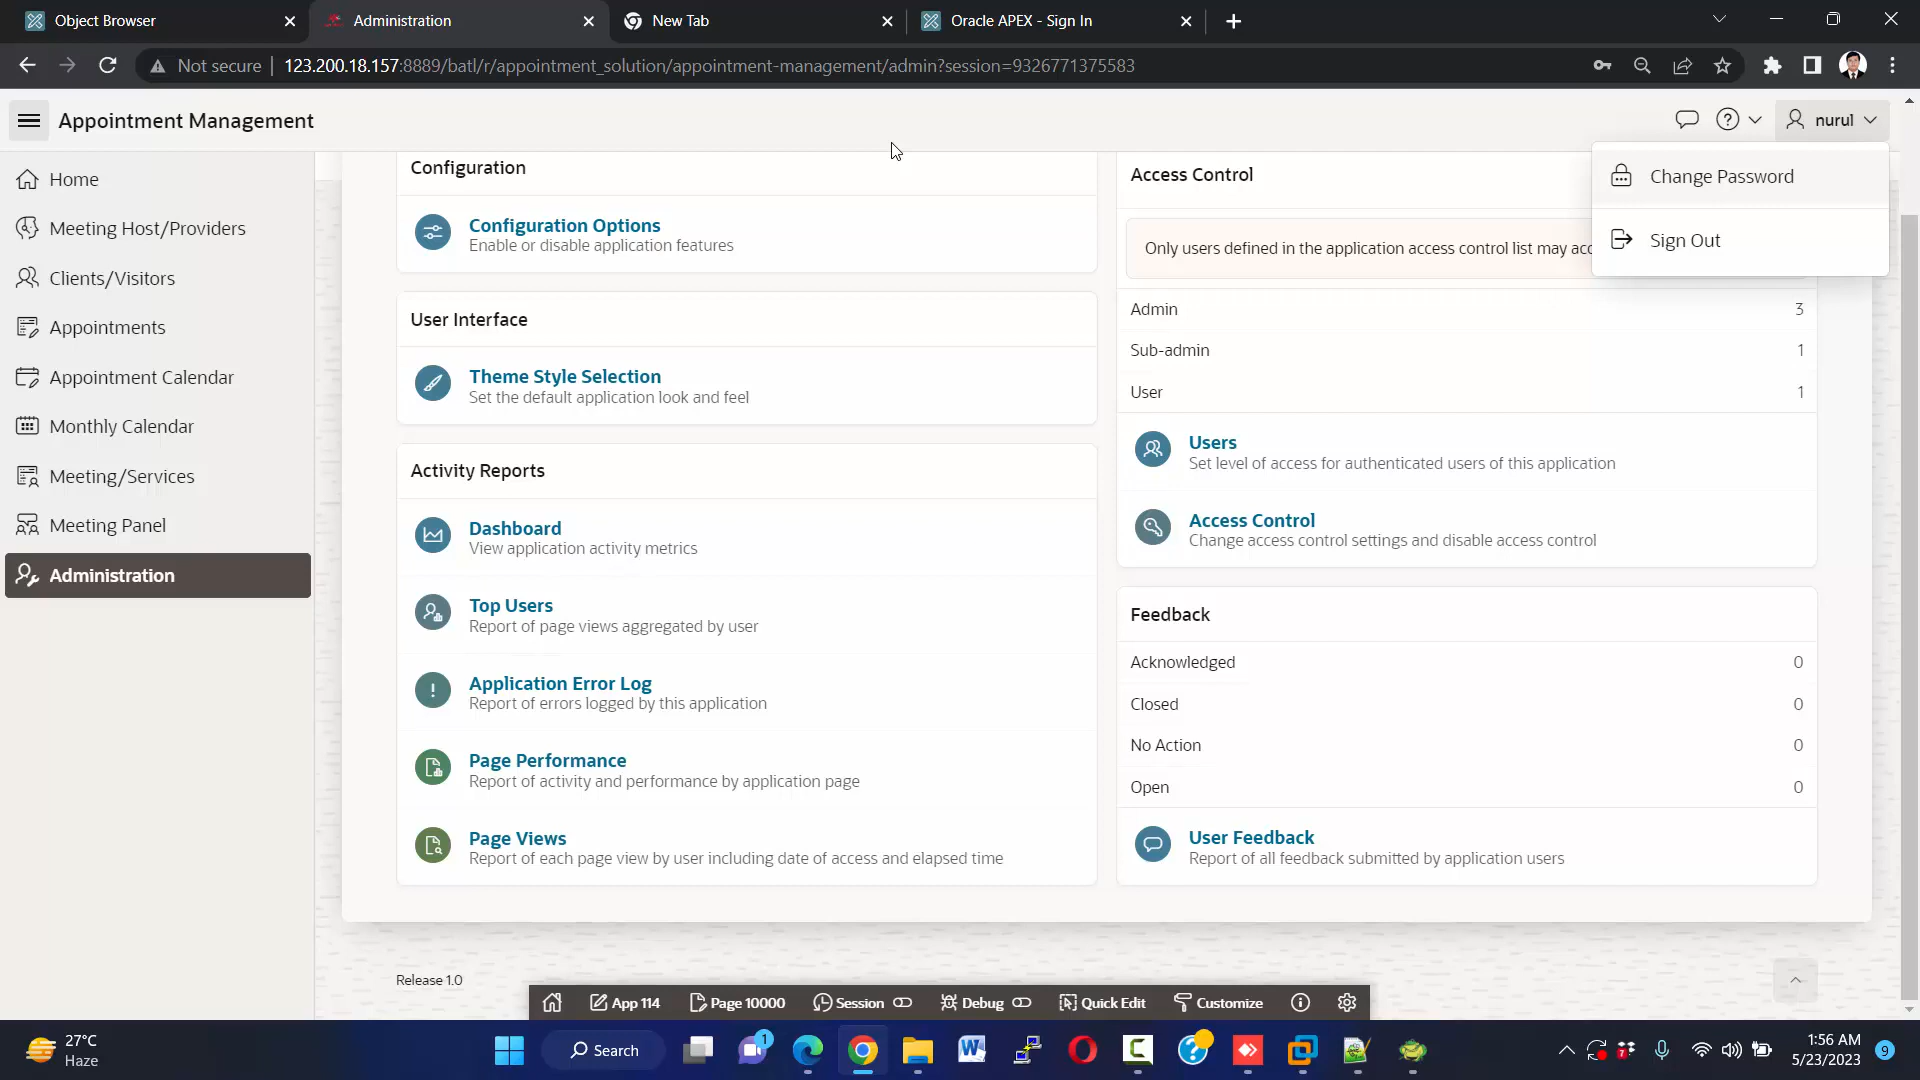 Object Browser
Administration
New Tab
Oracle APEX - Sign In
Not secure
123.200.18.157:8889/batl/r/appointment_solution/appointment-management/admin?session=9326771375583
Appointment Management
nurul
Change Password
Sign Out
Home
Meeting Host/Providers
Clients/Visitors
Appointments
Appointment Calendar
Monthly Calendar
Meeting/Services
Meeting Panel
Administration
Configuration
Configuration Options
Enable or disable application features
User Interface
Theme Style Selection
Set the default application look and feel
Activity Reports
Dashboard
View application activity metrics
Top Users
Report of page views aggregated by user
Application Error Log
Report of errors logged by this application
Page Performance
Report of activity and performance by application page
Page Views
Report of each page view by user including date of access and elapsed time
Access Control
Only users defined in the application access control list may acc
Admin 3
Sub-admin 1
User 1
Users
Set level of access for authenticated users of this application
Access Control
Change access control settings and disable access control
Feedback
Acknowledged 0
Closed 0
No Action 0
Open 0
User Feedback
Report of all feedback submitted by application users
Release 1.0
App 114
Page 10000
Session
Debug
Quick Edit
Customize
27°C
Haze
Search
1
7
1:56 AM
5/23/2023
9